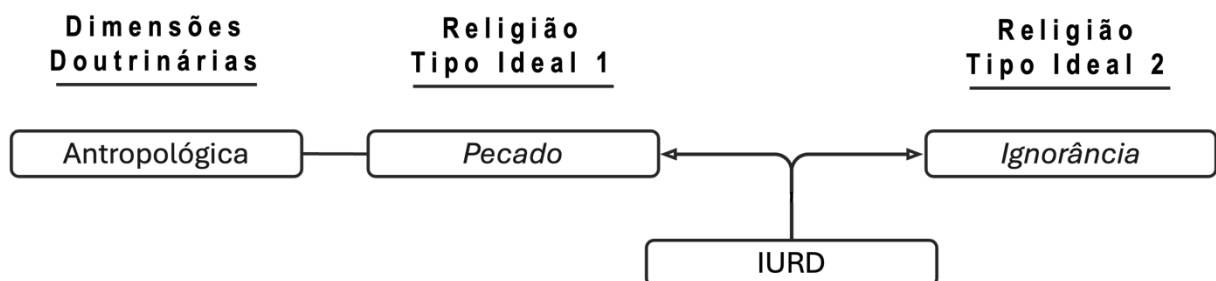 Dimensões
Doutrinárias
Religião
Tipo Ideal 1
Religião
Tipo Ideal 2
Antropológica
Pecado
Ignorância
IURD